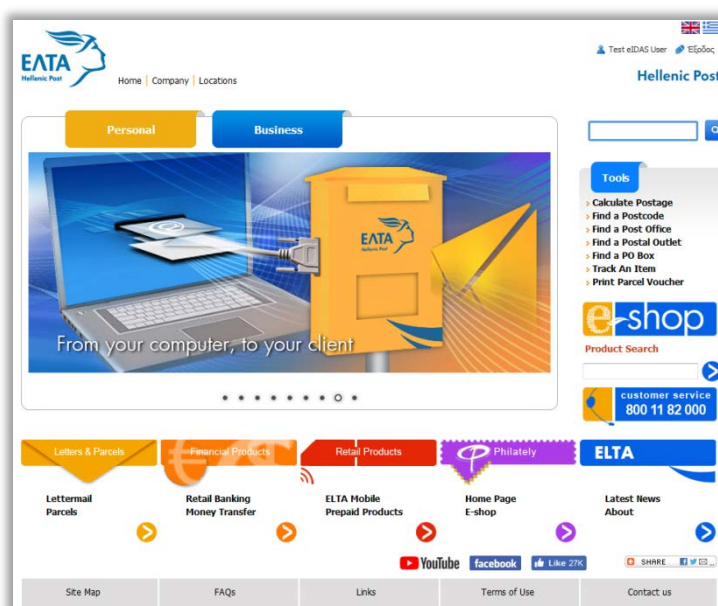 ΕΛΤΑ
Hellenic Post
Home | Company | Locations
Test eIDAS User Έξοδος
Hellenic Post
Personal
Business
ΕΛΤΑ
Hellenic Post
From your computer, to your client
Tools
Calculate Postage
Find a Postcode
Find a Post Office
Find a Postal Outlet
Find a PO Box
Track An Item
Print Parcel Voucher
e-shop
Product Search
customer service
800 11 82 000
Letters & Parcels
Lettermail
Parcels
Financial Products
Retail Banking
Money Transfer
Retail Products
ELTA Mobile
Prepaid Products
Philately
Home Page
E-shop
ELTA
Latest News
About
YouTube facebook Like 27K SHARE
Site Map FAQs Links Terms of Use Contact us